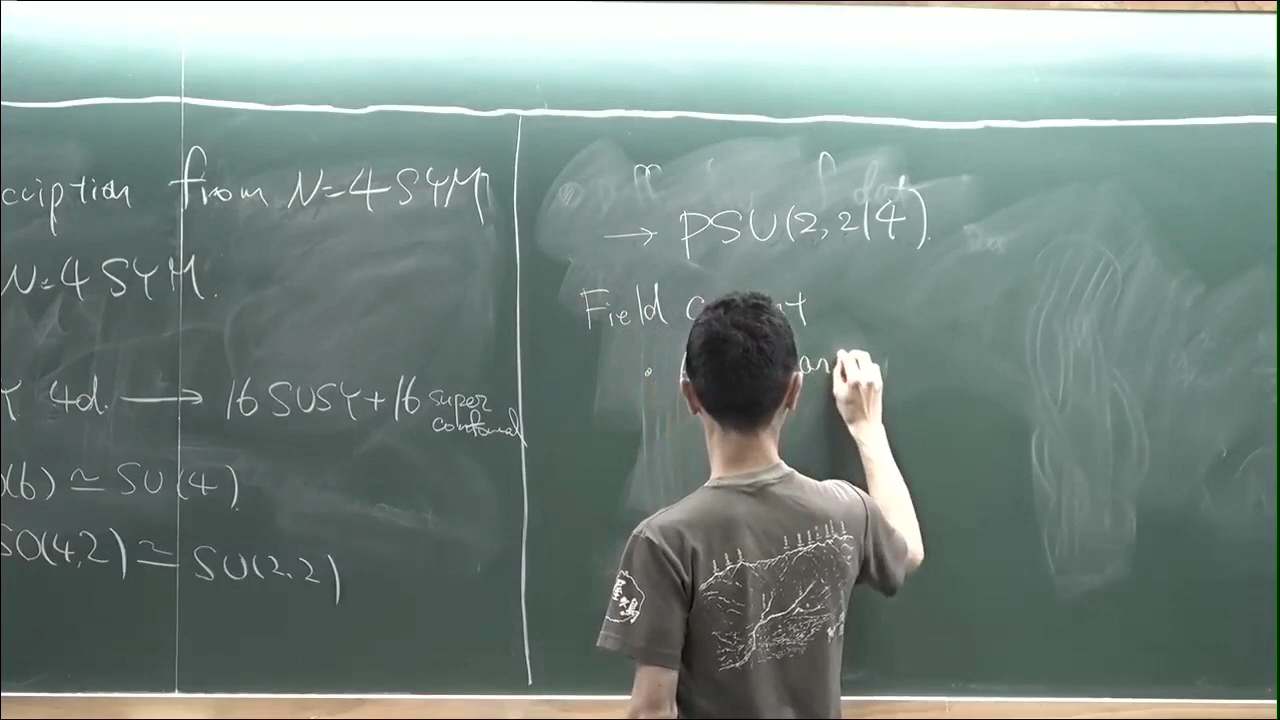 cription from N=4 SYM
N=4 SYM.
Y 4d. → 16 SUSY + 16 super conformal
(6) ≃ SU(4)
SO(4,2) ≃ SU(2,2)
→ PSU(2,2|4).
Field